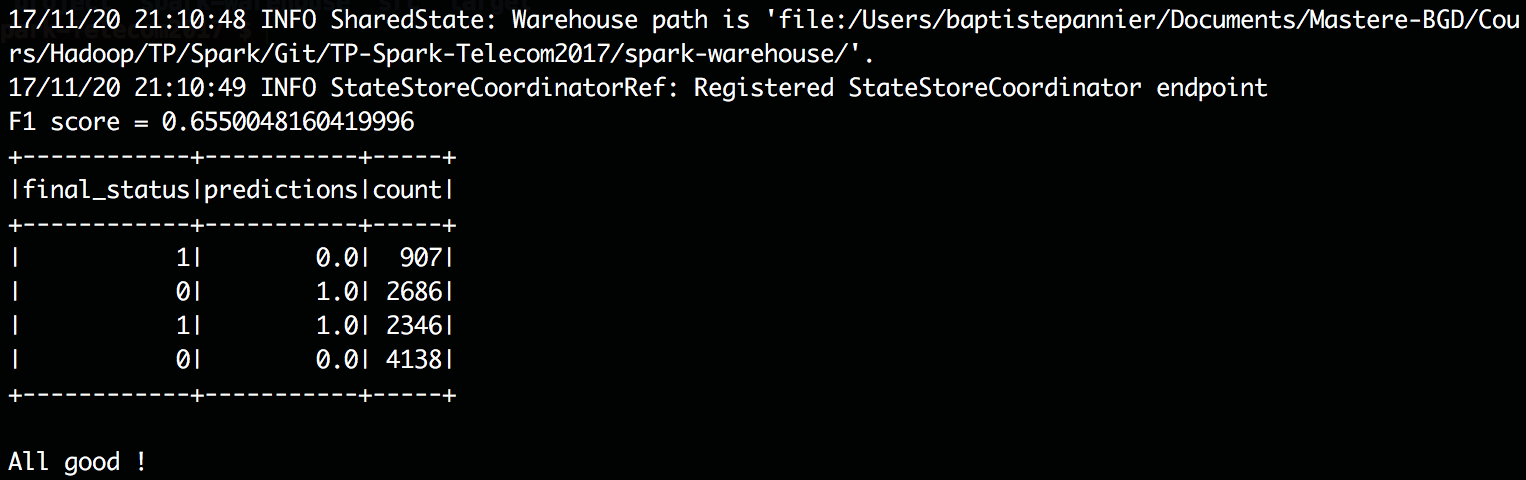 17/11/20 21:10:48 INFO SharedState: Warehouse path is 'file:/Users/baptistepannier/Documents/Mastere-BGD/Cou
rs/Hadoop/TP/Spark/Git/TP-Spark-Telecom2017/spark-warehouse/'.
17/11/20 21:10:49 INFO StateStoreCoordinatorRef: Registered StateStoreCoordinator endpoint
F1 score = 0.6550048160419996
+------------+-----------+-----+
|final_status|predictions|count|
+------------+-----------+-----+
|           1|        0.0|  907|
|           0|        1.0| 2686|
|           1|        1.0| 2346|
|           0|        0.0| 4138|
+------------+-----------+-----+
All good !